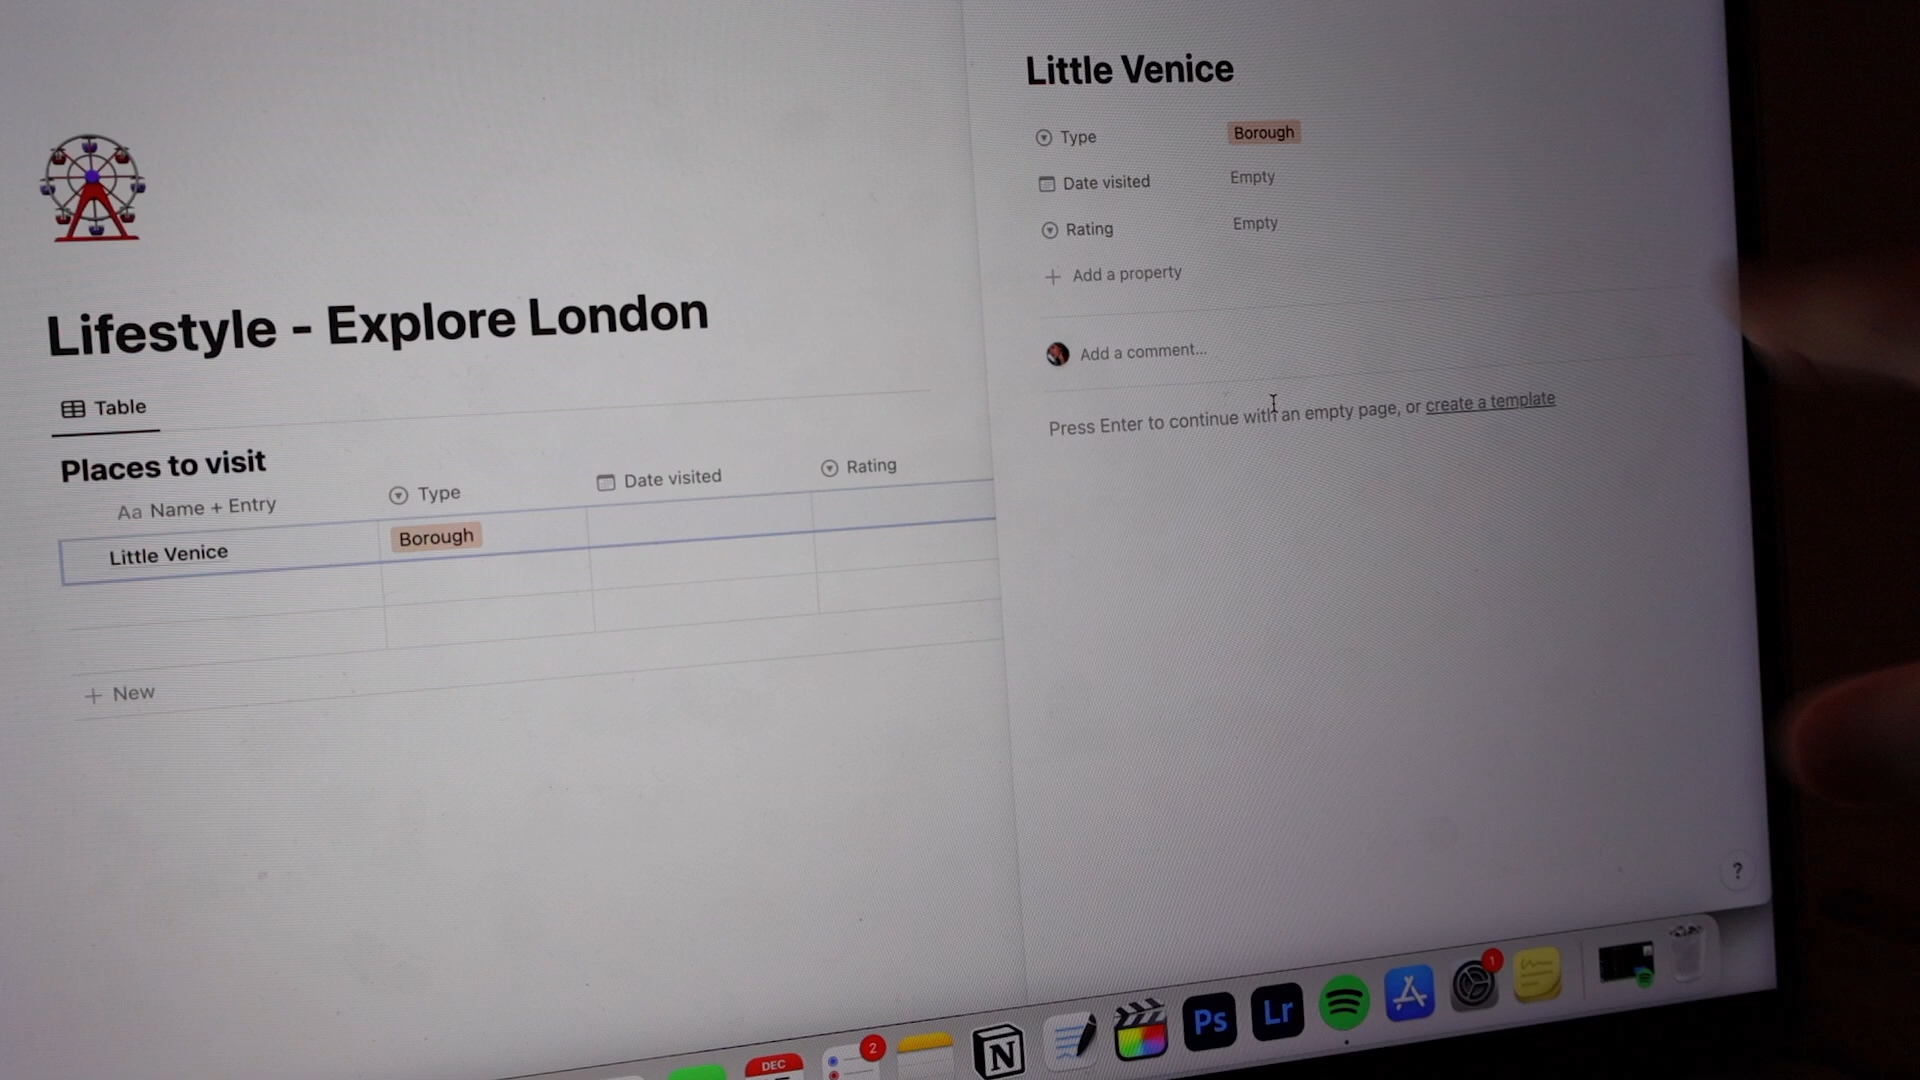 Lifestyle - Explore London
Table
Places to visit
Aa Name + Entry
Type
Date visited
Rating
Little Venice
Borough
+ New
Little Venice
Type
Borough
Date visited
Empty
Rating
Empty
+ Add a property
Add a comment...
Press Enter to continue with an empty page, or create a template
?
DEC
2
N
Ps
Lr
1